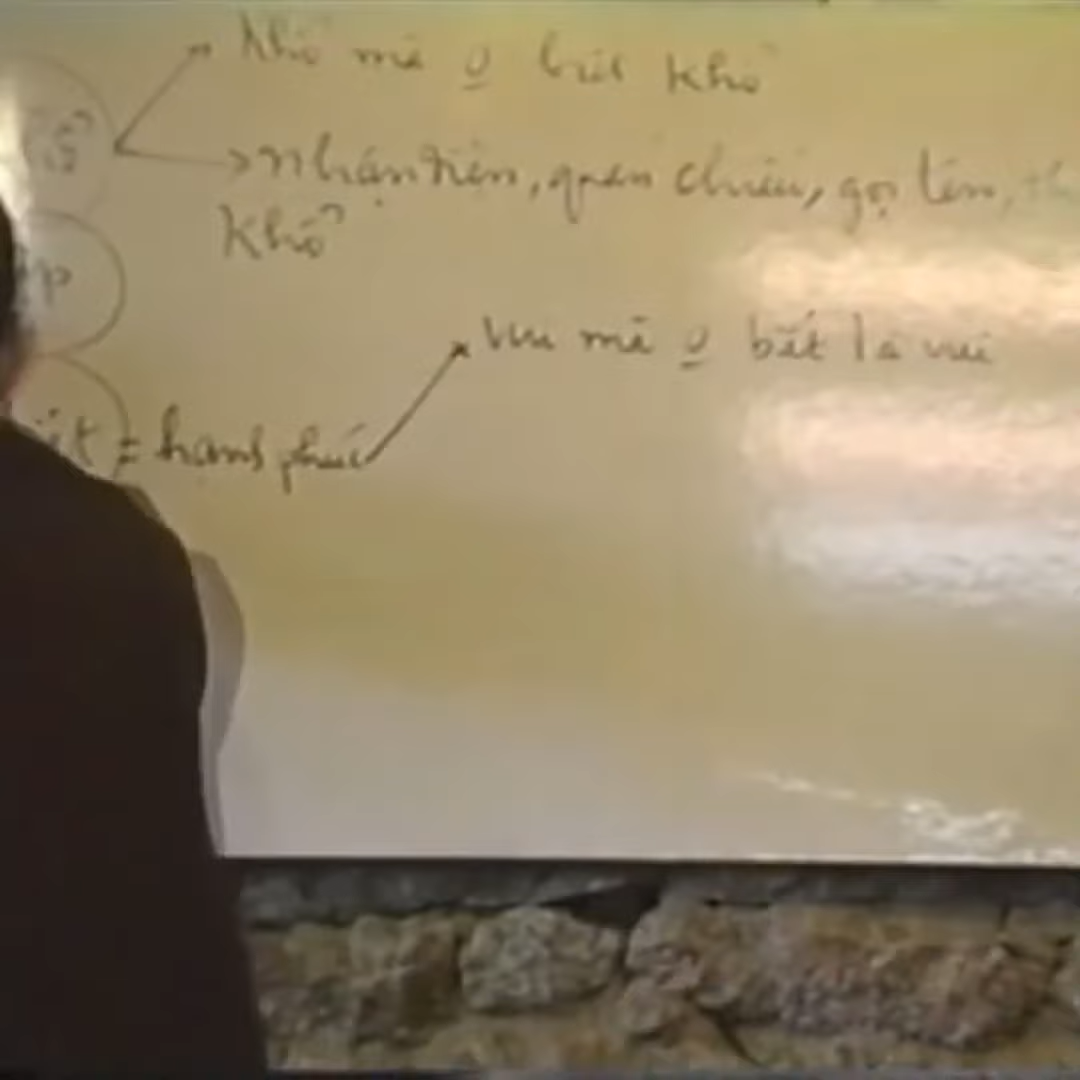 Khổ mà o biết khổ
nhận diện, quán chiếu, gọi tên,
Khổ
vui mà o biết là vui
= hạnh phúc